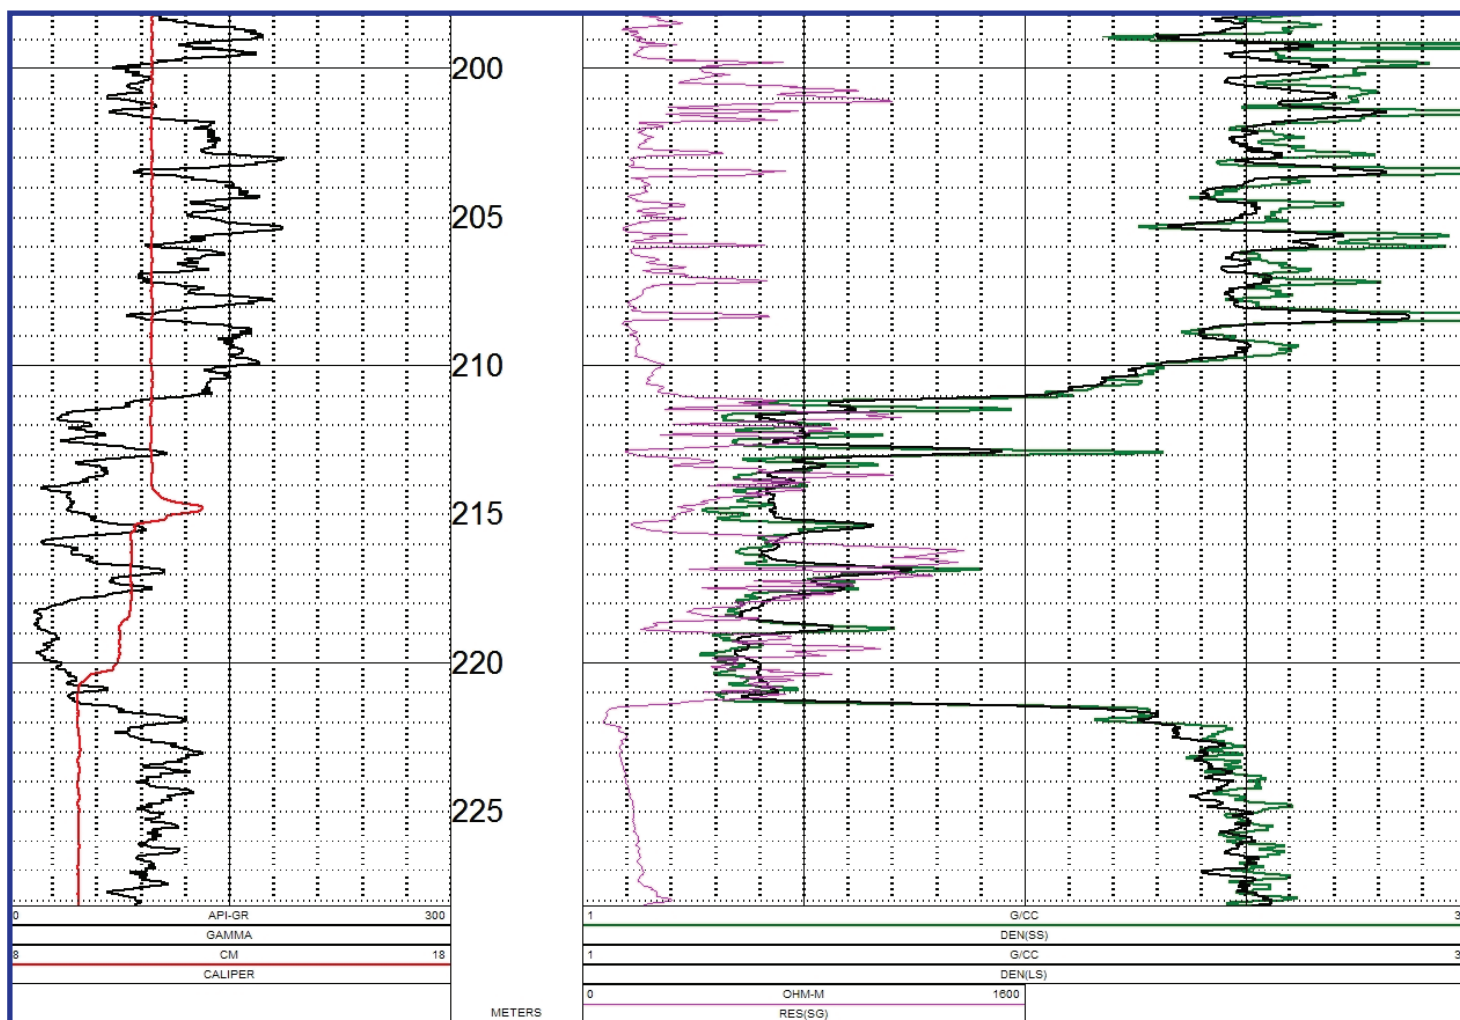 200
205
210
215
220
225
0 API-GR 300
GAMMA
8 CM 18
CALIPER
METERS
1 G/CC 3
DEN(SS)
1 G/CC 3
DEN(LS)
0 OHM-M 1600
RES(SG)